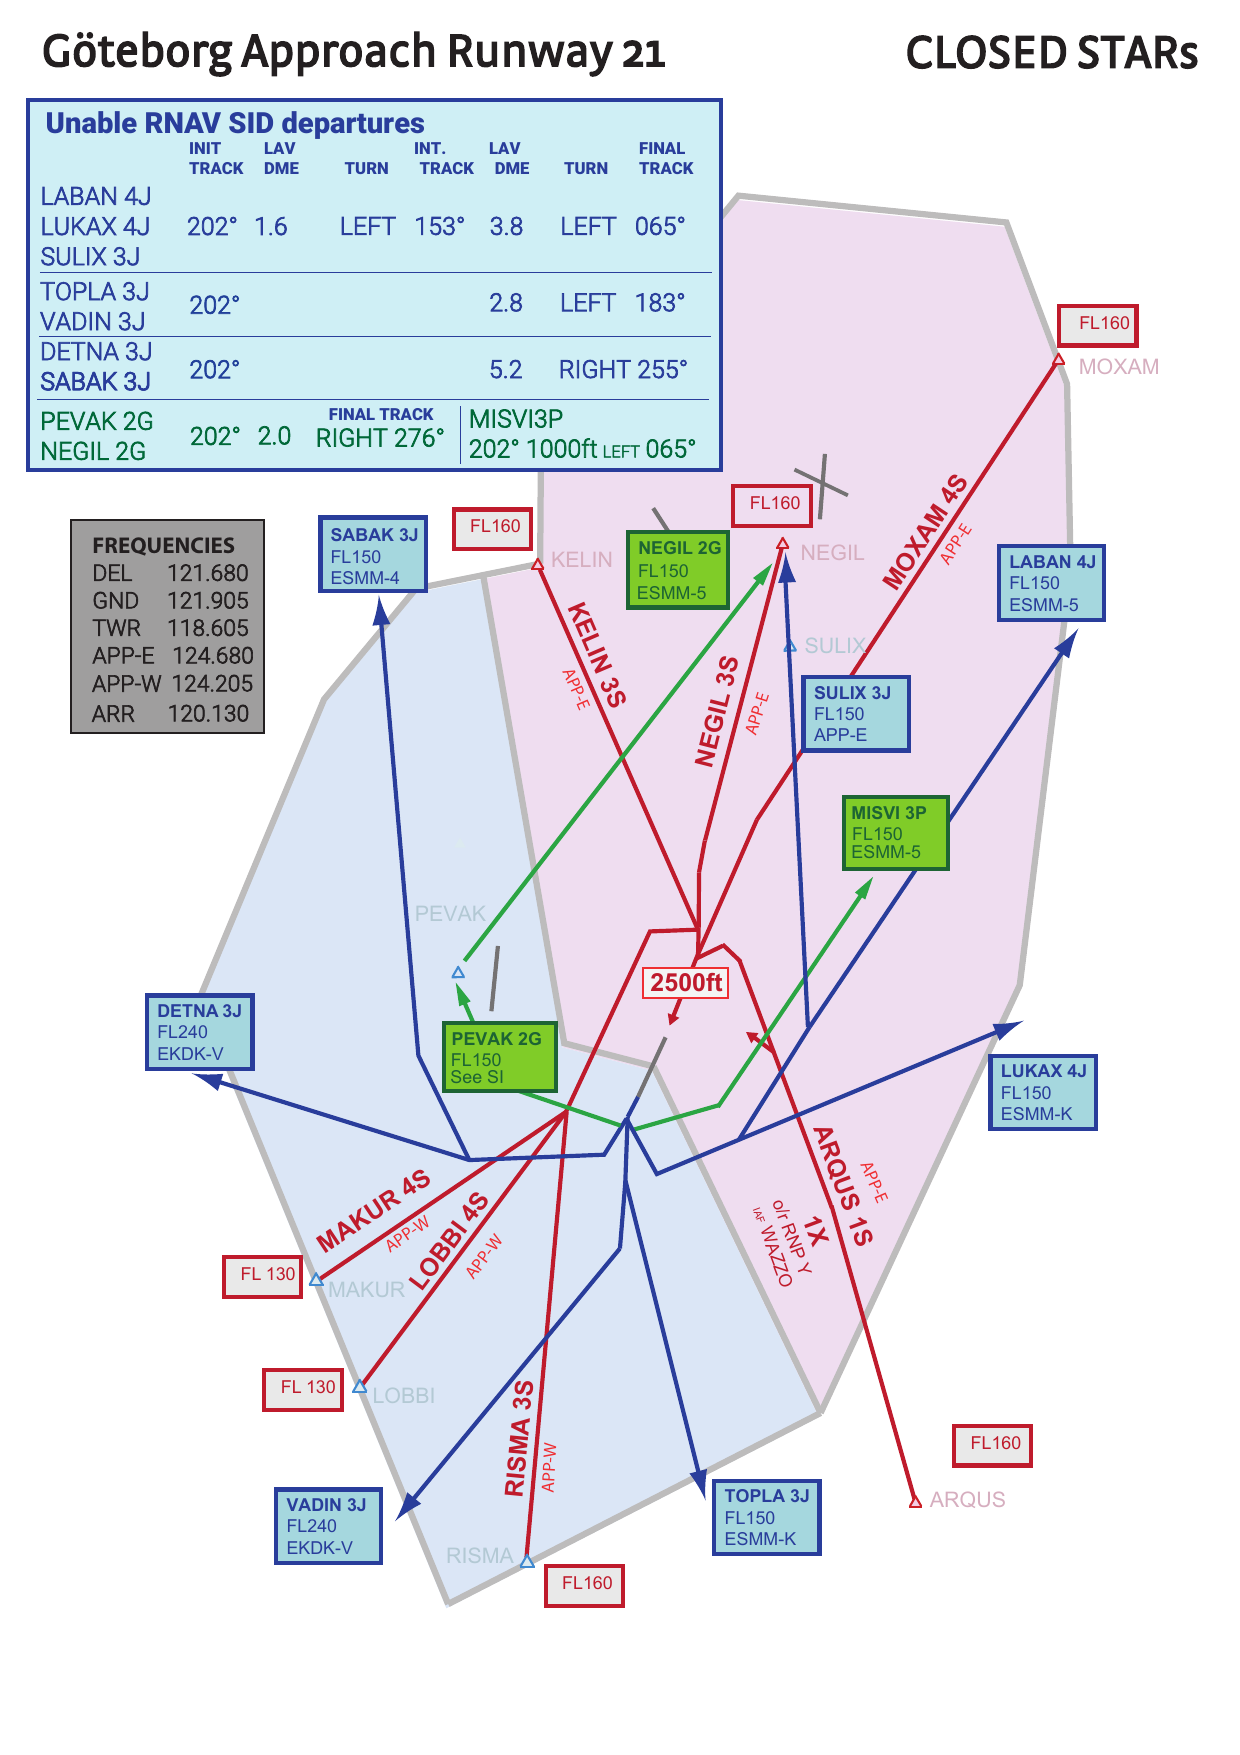 Göteborg Approach Runway 21
CLOSED STARs
Unable RNAV SID departures
INIT TRACK
LAV DME
TURN
INT. TRACK
LAV DME
TURN
FINAL TRACK
LABAN 4J
LUKAX 4J
SULIX 3J
202° 1.6 LEFT 153° 3.8 LEFT 065°
TOPLA 3J
VADIN 3J
202° 2.8 LEFT 183°
DETNA 3J
SABAK 3J
202° 5.2 RIGHT 255°
PEVAK 2G
NEGIL 2G
202° 2.0
FINAL TRACK
RIGHT 276°
MISVI3P
202° 1000ft LEFT 065°
FREQUENCIES
DEL 121.680
GND 121.905
TWR 118.605
APP-E 124.680
APP-W 124.205
ARR 120.130
FL160
MOXAM
MOXAM 4S
APP-E
SABAK 3J
FL150
ESMM-4
FL160
KELIN
KELIN 3S
APP-E
NEGIL 2G
FL150
ESMM-5
FL160
NEGIL
NEGIL 3S
APP-E
LABAN 4J
FL150
ESMM-5
SULIX
SULIX 3J
FL150
APP-E
MISVI 3P
FL150
ESMM-5
PEVAK
2500ft
DETNA 3J
FL240
EKDK-V
PEVAK 2G
FL150
See SI
LUKAX 4J
FL150
ESMM-K
ARQUS 1S
APP-E
1X
o/r RNP Y
IAF WAZZO
MAKUR 4S
APP-W
LOBBI 4S
APP-W
FL 130
MAKUR
FL 130
LOBBI
RISMA 3S
APP-W
FL160
ARQUS
VADIN 3J
FL240
EKDK-V
TOPLA 3J
FL150
ESMM-K
RISMA
FL160